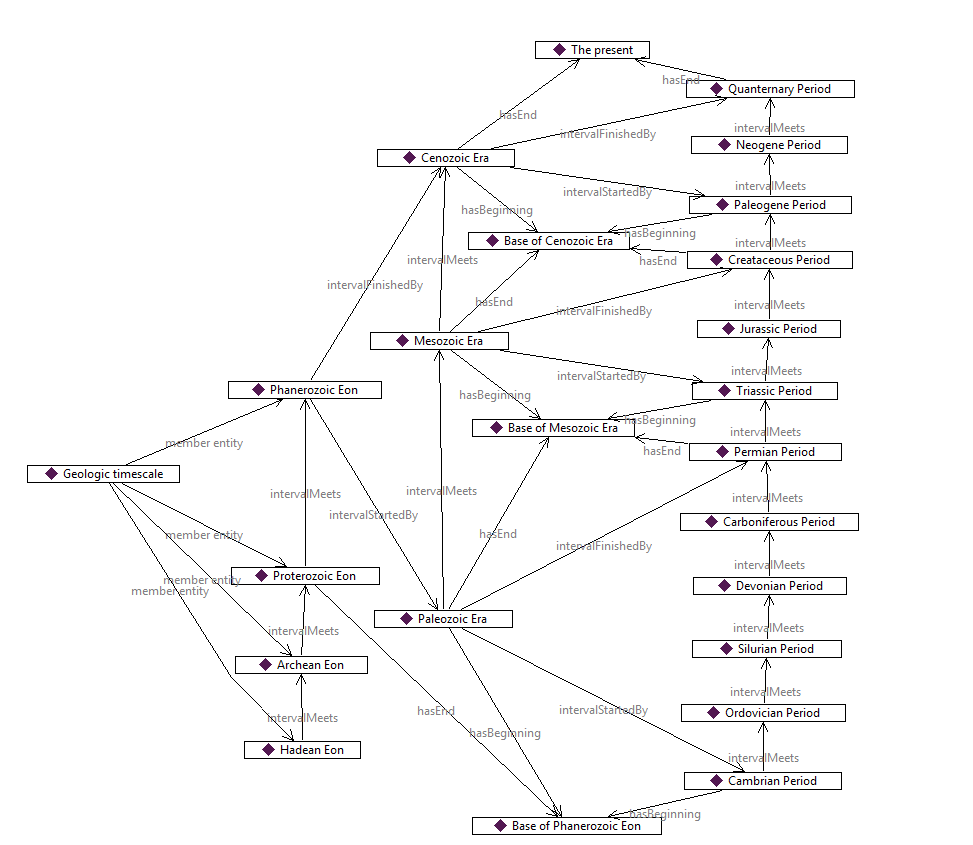 The present
hasEnd
Quanternary Period
hasEnd
intervalMeets
intervalFinishedBy
Neogene Period
Cenozoic Era
intervalMeets
intervalStartedBy
Paleogene Period
hasBeginning
hasBeginning
Base of Cenozoic Era
intervalMeets
intervalMeets
hasEnd
Creataceous Period
intervalFinishedBy
hasEnd
intervalMeets
intervalFinishedBy
Jurassic Period
Mesozoic Era
intervalMeets
intervalStartedBy
Phanerozoic Eon
Triassic Period
hasBeginning
hasBeginning
Base of Mesozoic Era
intervalMeets
member entity
hasEnd
Permian Period
Geologic timescale
intervalMeets
intervalMeets
intervalMeets
intervalStartedBy
Carboniferous Period
member entity
hasEnd
intervalFinishedBy
intervalMeets
Proterozoic Eon
member entity
member entity
Devonian Period
Paleozoic Era
intervalMeets
intervalMeets
Silurian Period
Archean Eon
intervalMeets
hasEnd
intervalStartedBy
Ordovician Period
intervalMeets
hasBeginning
Hadean Eon
intervalMeets
Cambrian Period
hasBeginning
Base of Phanerozoic Eon